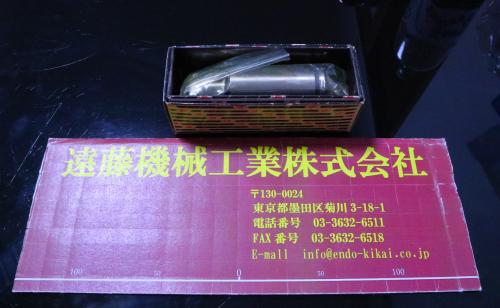 遠藤機械工業株式会社
〒130-0024
東京都墨田区菊川 3-18-1
電話番号 03-3632-6511
FAX 番号 03-3632-6518
E-mall info@endo-kikai.co.jp
100 50 0 50 100